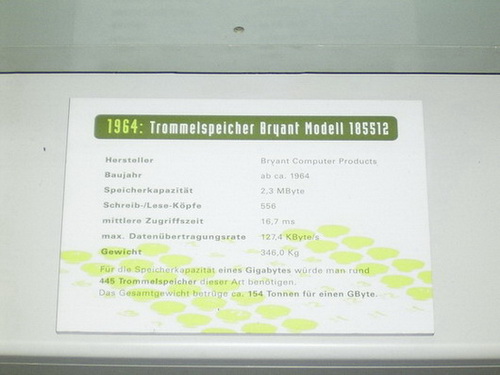 1964: Trommelspeicher Bryant Modell 185512
Hersteller Bryant Computer Products
Baujahr ab ca. 1964
Speicherkapazität 2,3 MByte
Schreib-/Lese-Köpfe 556
mittlere Zugriffszeit 16,7 ms
max. Datenübertragungsrate 127,4 KByte/s
Gewicht 346,0 Kg
Für die Speicherkapazität eines Gigabytes würde man rund
445 Trommelspeicher dieser Art benötigen.
Das Gesamtgewicht betrüge ca. 154 Tonnen für einen GByte.